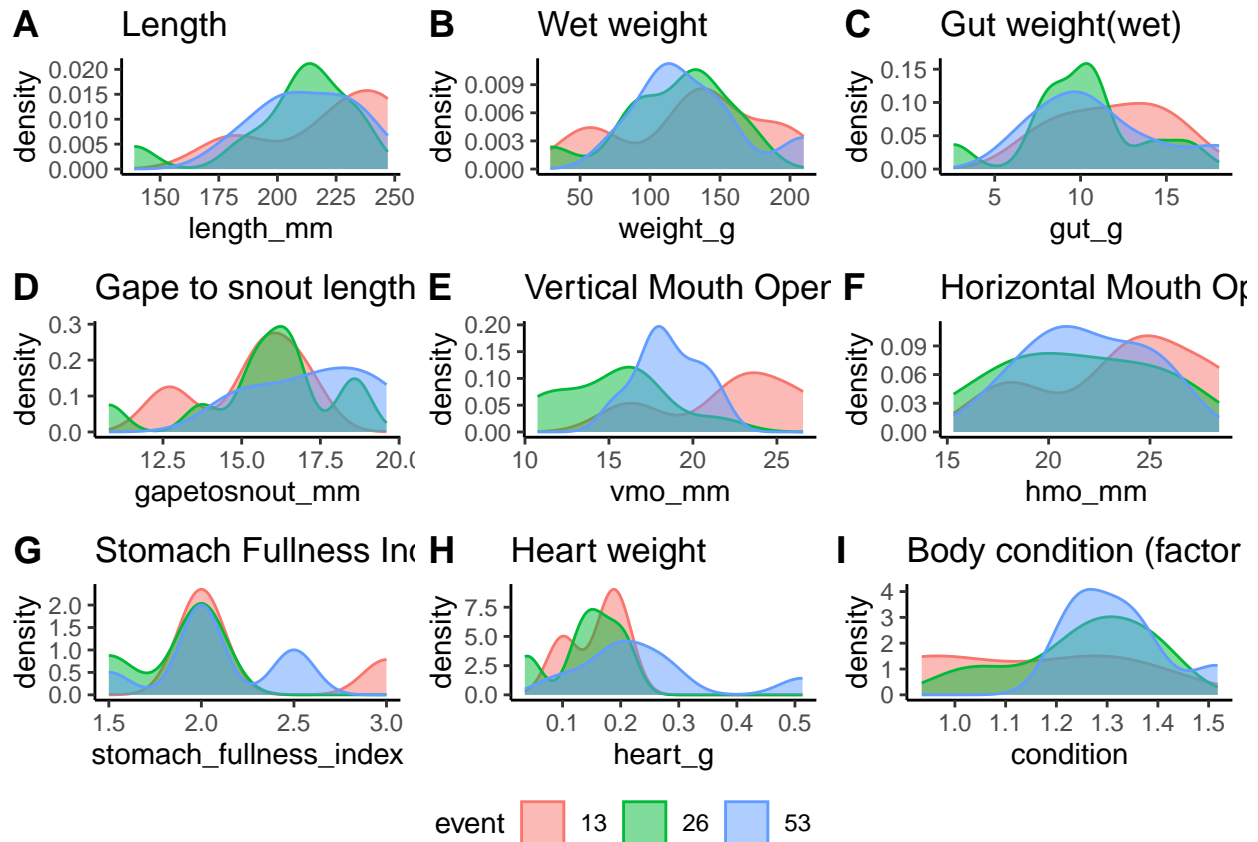 A Length
density
0.020
0.015
0.010
0.005
0.000
150 175 200 225 250
length_mm
B Wet weight
density
0.009
0.006
0.003
0.000
50 100 150 200
weight_g
C Gut weight(wet)
density
0.15
0.10
0.05
0.00
5 10 15
gut_g
D Gape to snout length
density
0.3
0.2
0.1
0.0
12.5 15.0 17.5 20.0
gapetosnout_mm
E Vertical Mouth Oper
density
0.20
0.15
0.10
0.05
0.00
10 15 20 25
vmo_mm
F Horizontal Mouth Op
density
0.09
0.06
0.03
0.00
15 20 25
hmo_mm
G Stomach Fullness Inc
density
2.0
1.5
1.0
0.5
0.0
1.5 2.0 2.5 3.0
stomach_fullness_index
H Heart weight
density
7.5
5.0
2.5
0.0
0.1 0.2 0.3 0.4 0.5
heart_g
I Body condition (factor
density
4
3
2
1
0
1.0 1.1 1.2 1.3 1.4 1.5
condition
event 13 26 53